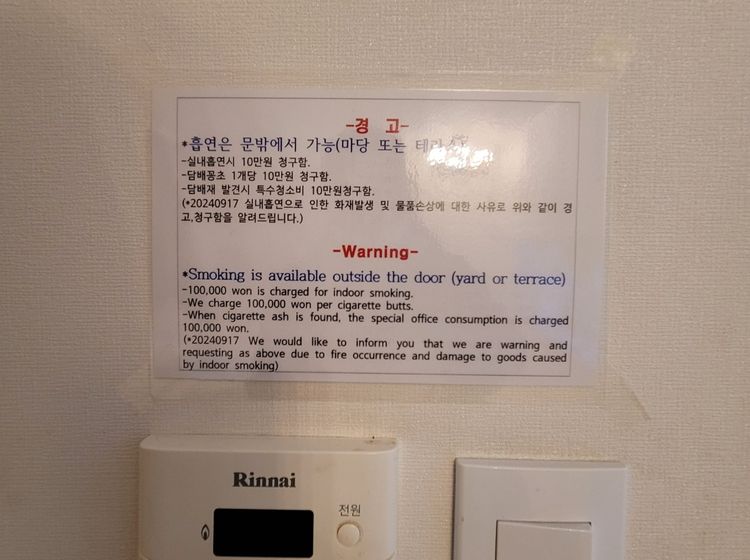 -경 고-
*흡연은 문밖에서 가능(마당 또는 테라스)
-실내흡연시 10만원 청구함.
-담배꽁초 1개당 10만원 청구함.
-담배재 발견시 특수청소비 10만원청구함.
(*20240917 실내흡연으로 인한 화재발생 및 물품손상에 대한 사유로 위와 같이 경
고,청구함을 알려드립니다.)
-Warning-
*Smoking is available outside the door (yard or terrace)
-100,000 won is charged for indoor smoking.
-We charge 100,000 won per cigarette butts.
-When cigarette ash is found, the special office consumption is charged
100,000 won.
(*20240917 We would like to inform you that we are warning and
requesting as above due to fire occurrence and damage to goods caused
by indoor smoking)
Rinnai
전원